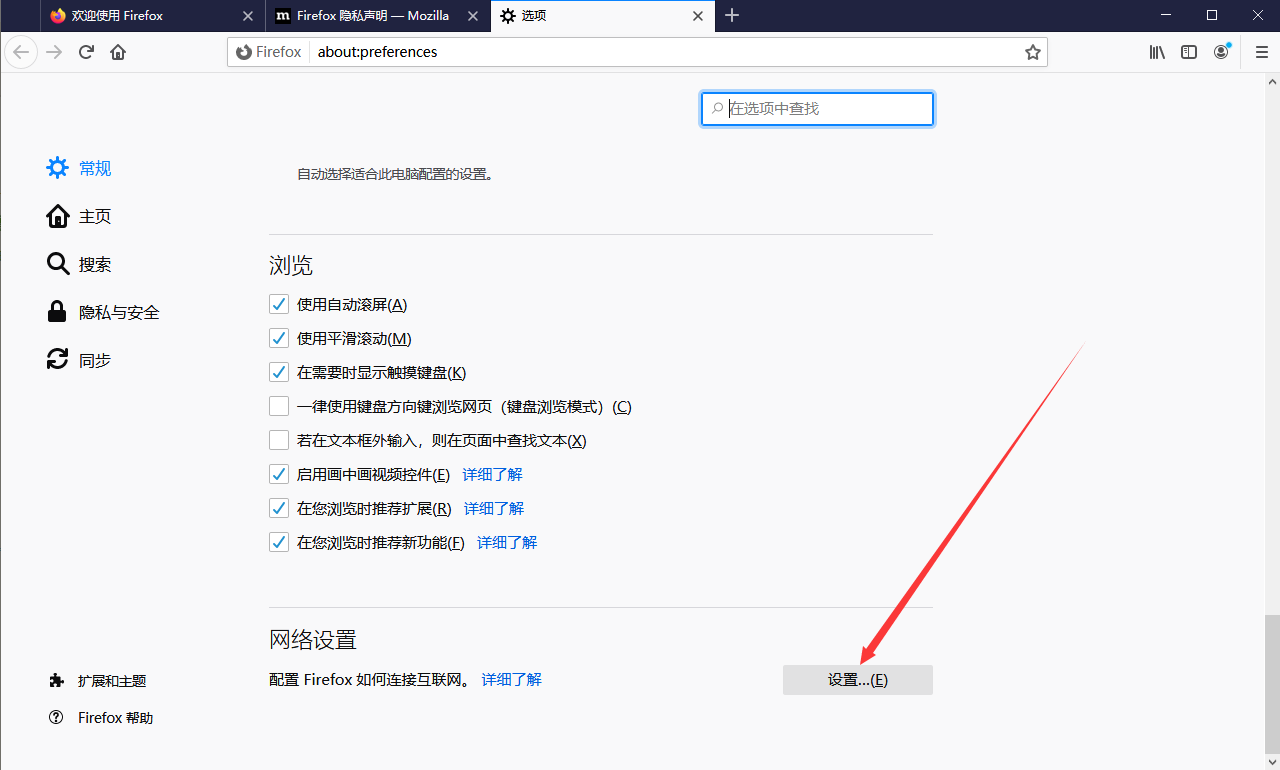 欢迎使用 Firefox
Firefox 隐私声明 — Mozilla
选项
Firefox
about:preferences
在选项中查找
常规
主页
搜索
隐私与安全
同步
自动选择适合此电脑配置的设置。
浏览
使用自动滚屏(A)
使用平滑滚动(M)
在需要时显示触摸键盘(K)
一律使用键盘方向键浏览网页（键盘浏览模式）(C)
若在文本框外输入，则在页面中查找文本(X)
启用画中画视频控件(E) 详细了解
在您浏览时推荐扩展(R) 详细了解
在您浏览时推荐新功能(F) 详细了解
网络设置
配置 Firefox 如何连接互联网。 详细了解
设置...(E)
扩展和主题
Firefox 帮助